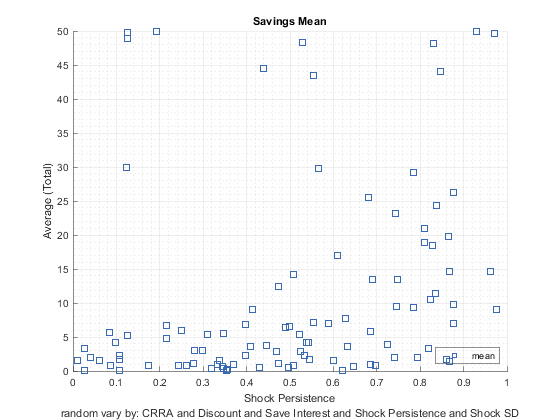 Savings Mean
50
45
40
35
30
25
20
15
10
5
0
Average (Total)
mean
0 0.1 0.2 0.3 0.4 0.5 0.6 0.7 0.8 0.9 1
Shock Persistence
random vary by: CRRA and Discount and Save Interest and Shock Persistence and Shock SD